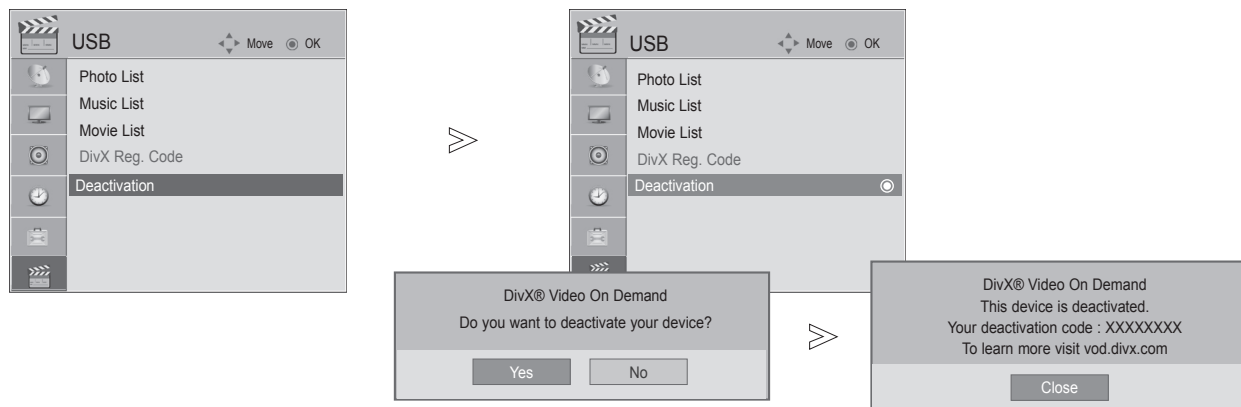 USB
Move
OK
Photo List
Music List
Movie List
DivX Reg. Code
Deactivation
USB
Move
OK
Photo List
Music List
Movie List
DivX Reg. Code
Deactivation
DivX® Video On Demand
Do you want to deactivate your device?
Yes
No
DivX® Video On Demand
This device is deactivated.
Your deactivation code : XXXXXXXX
To learn more visit vod.divx.com
Close